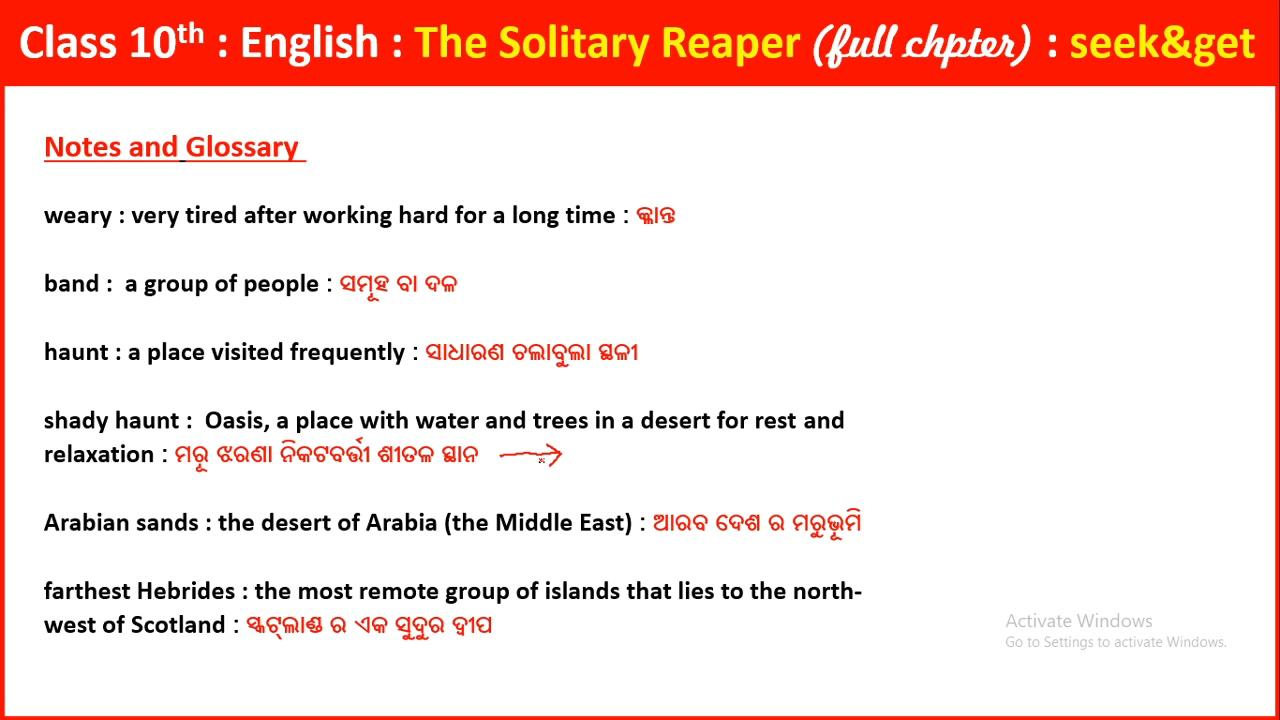 Class 10th : English : The Solitary Reaper (full chpter) : seek&get
Notes and Glossary
weary : very tired after working hard for a long time : କ୍ଳାନ୍ତ
band : a group of people : ସମୂହ ବା ଦଳ
haunt : a place visited frequently : ସାଧାରଣ ଚଲାବୁଲା ସ୍ଥଳୀ
shady haunt : Oasis, a place with water and trees in a desert for rest and
relaxation : ମରୂ ଝରଣା ନିକଟବର୍ତ୍ତୀ ଶୀତଳ ସ୍ଥାନ
Arabian sands : the desert of Arabia (the Middle East) : ଆରବ ଦେଶ ର ମରୁଭୂମି
farthest Hebrides : the most remote group of islands that lies to the north-
west of Scotland : ସ୍କଟ୍‌ଲାଣ୍ଡ ର ଏକ ସୁଦୁର ଦ୍ୱୀପ
Activate Windows
Go to Settings to activate Windows.